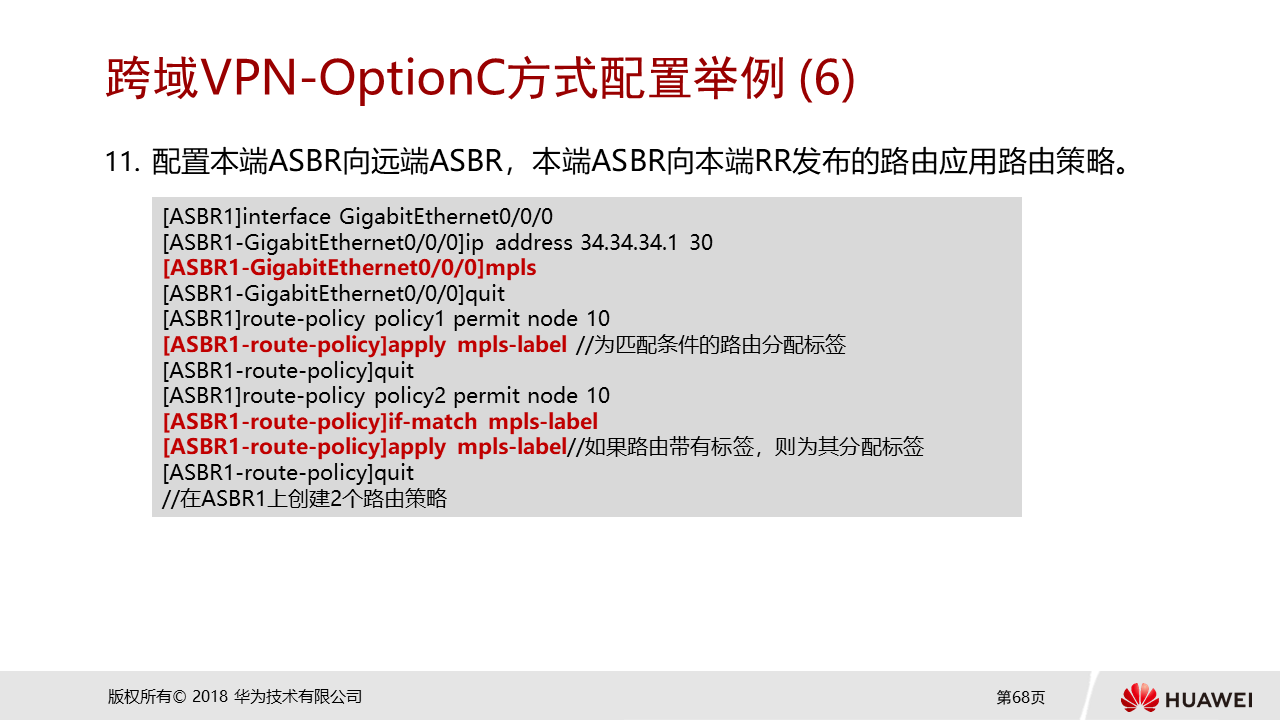 跨域VPN-OptionC方式配置举例 (6)
11. 配置本端ASBR向远端ASBR，本端ASBR向本端RR发布的路由应用路由策略。
[ASBR1]interface GigabitEthernet0/0/0
[ASBR1-GigabitEthernet0/0/0]ip address 34.34.34.1 30
[ASBR1-GigabitEthernet0/0/0]mpls
[ASBR1-GigabitEthernet0/0/0]quit
[ASBR1]route-policy policy1 permit node 10
[ASBR1-route-policy]apply mpls-label //为匹配条件的路由分配标签
[ASBR1-route-policy]quit
[ASBR1]route-policy policy2 permit node 10
[ASBR1-route-policy]if-match mpls-label
[ASBR1-route-policy]apply mpls-label//如果路由带有标签，则为其分配标签
[ASBR1-route-policy]quit
//在ASBR1上创建2个路由策略
版权所有© 2018 华为技术有限公司
第68页
HUAWEI